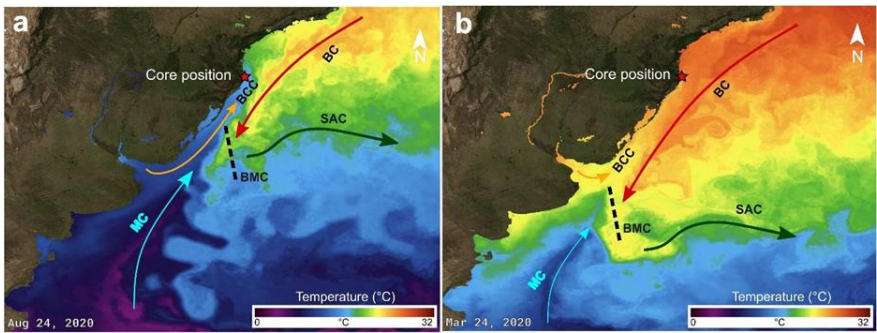 a
N
Core position
BCC
BC
SAC
BMC
MC
Temperature (°C)
0
°C
32
Aug 24, 2020
b
N
Core position
BCC
BC
SAC
BMC
MC
Temperature (°C)
0
°C
32
Mar 24, 2020